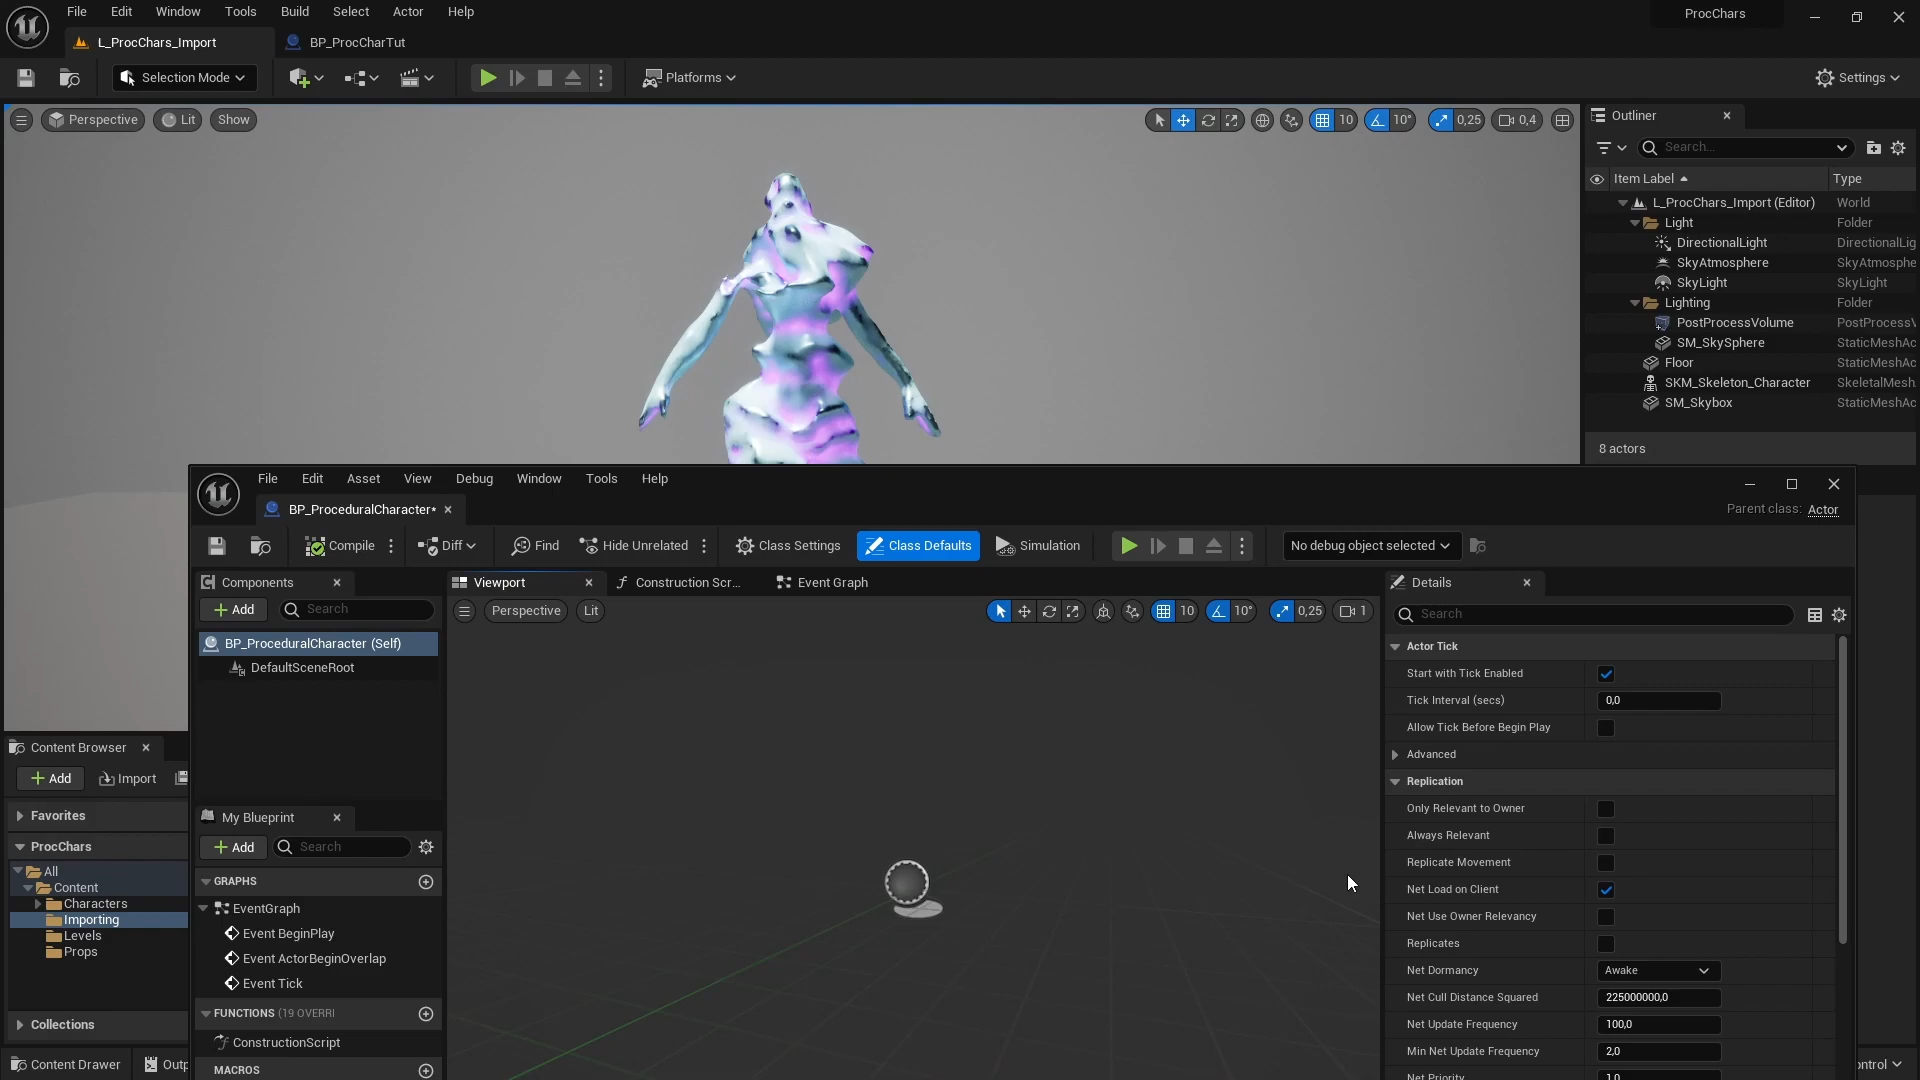 File Edit Window Tools Build Select Actor Help
ProcChars
L_ProcChars_Import
BP_ProcCharTut
Selection Mode
Platforms
Settings
Perspective Lit Show
10 10° 0,25 0,4
Outliner
Search...
Item Label Type
L_ProcChars_Import (Editor) World
Light Folder
DirectionalLight DirectionalLig
SkyAtmosphere SkyAtmosphe
SkyLight SkyLight
Lighting Folder
PostProcessVolume PostProcessV
SM_SkySphere StaticMeshAc
Floor StaticMeshAc
SKM_Skeleton_Character SkeletalMesh
SM_Skybox StaticMeshAc
8 actors
File Edit Asset View Debug Window Tools Help
BP_ProceduralCharacter*
Parent class: Actor
Compile Diff Find Hide Unrelated Class Settings Class Defaults Simulation No debug object selected
Components
Add Search
BP_ProceduralCharacter (Self)
DefaultSceneRoot
Viewport Construction Scr... Event Graph
Perspective Lit
10 10° 0,25 1
Details
Search
Actor Tick
Start with Tick Enabled
Tick Interval (secs) 0,0
Allow Tick Before Begin Play
Advanced
Replication
Only Relevant to Owner
Always Relevant
Replicate Movement
Net Load on Client
Net Use Owner Relevancy
Replicates
Net Dormancy Awake
Net Cull Distance Squared 225000000,0
Net Update Frequency 100,0
Min Net Update Frequency 2,0
Net Priority 1,0
My Blueprint
Add Search
GRAPHS
EventGraph
Event BeginPlay
Event ActorBeginOverlap
Event Tick
FUNCTIONS (19 OVERRI
ConstructionScript
MACROS
Content Browser
Add Import
Favorites
ProcChars
All
Content
Characters
Importing
Levels
Props
Collections
Content Drawer Outp
ontrol